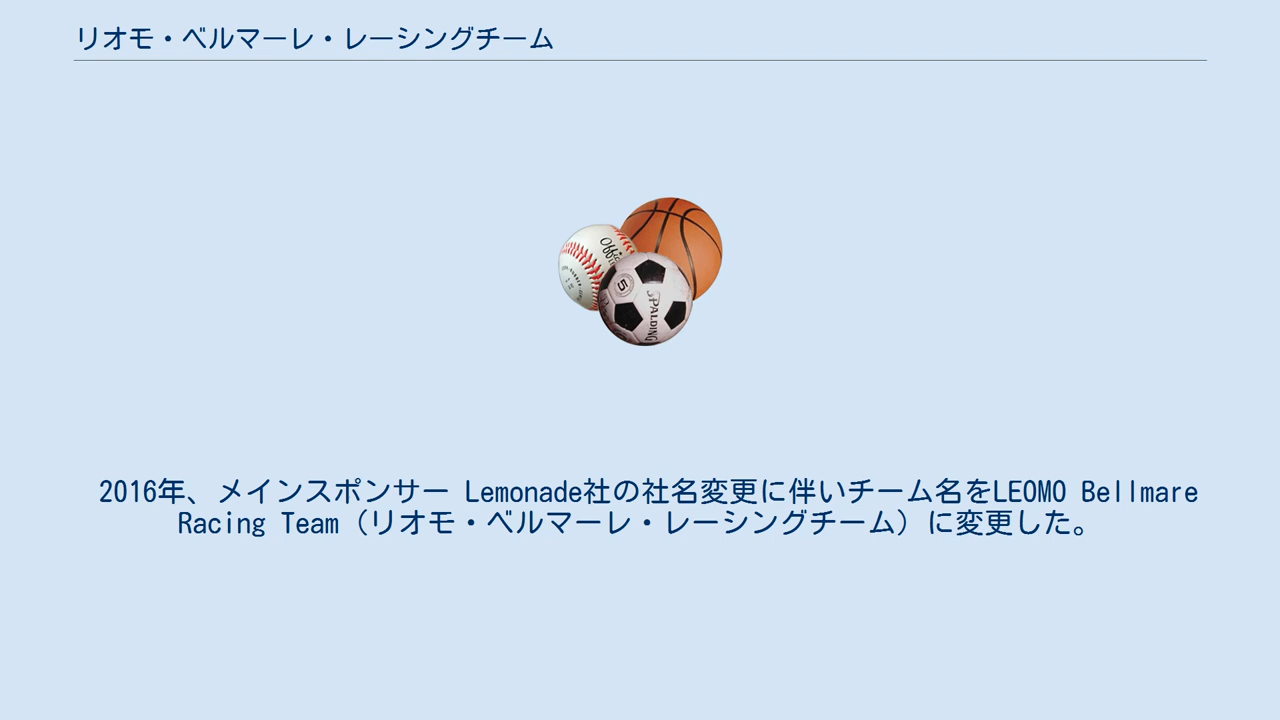 リオモ・ベルマーレ・レーシングチーム
Offic
5
SPALDING
2016年、メインスポンサー Lemonade社の社名変更に伴いチーム名をLEOMO Bellmare
Racing Team（リオモ・ベルマーレ・レーシングチーム）に変更した。